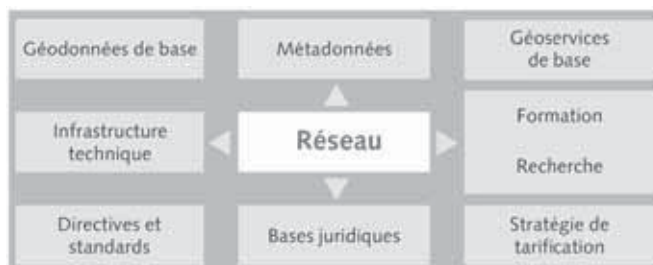 Géodonnées de base
Métadonnées
Géoservices
de base
Infrastructure
technique
Réseau
Formation
Recherche
Directives et
standards
Bases juridiques
Stratégie de
tarification